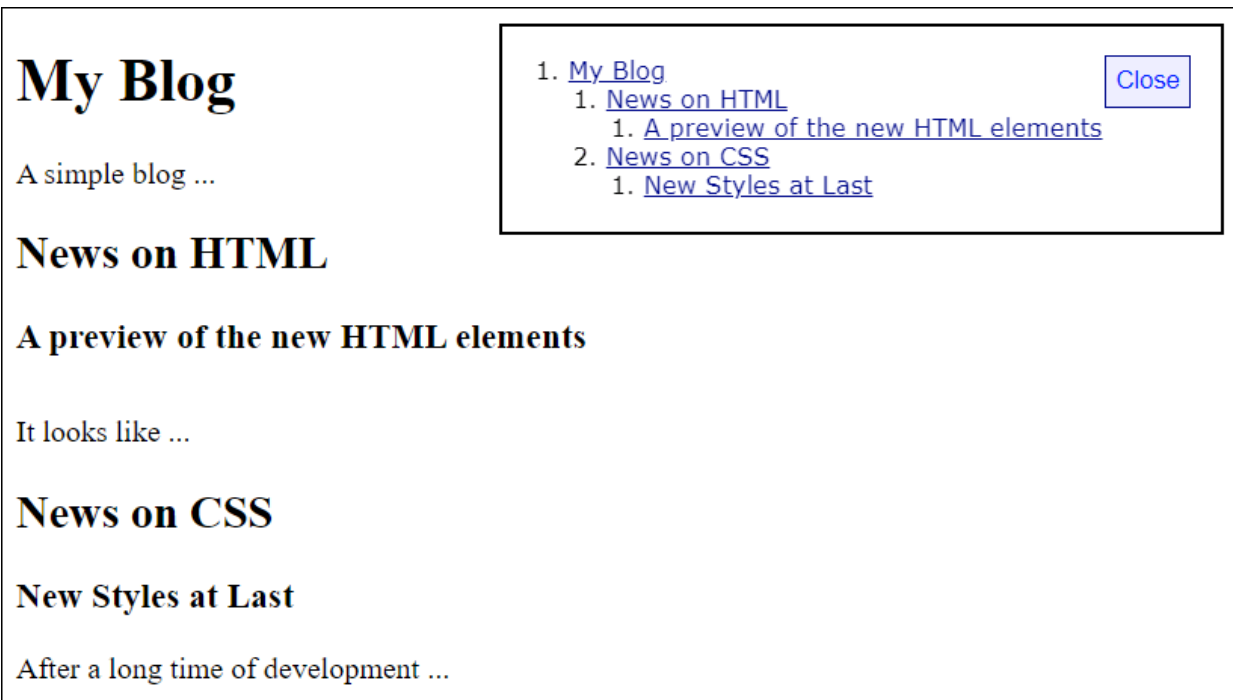 My Blog
A simple blog ...
News on HTML
A preview of the new HTML elements
It looks like ...
News on CSS
New Styles at Last
After a long time of development ...
1. My Blog
1. News on HTML
1. A preview of the new HTML elements
2. News on CSS
1. New Styles at Last
Close